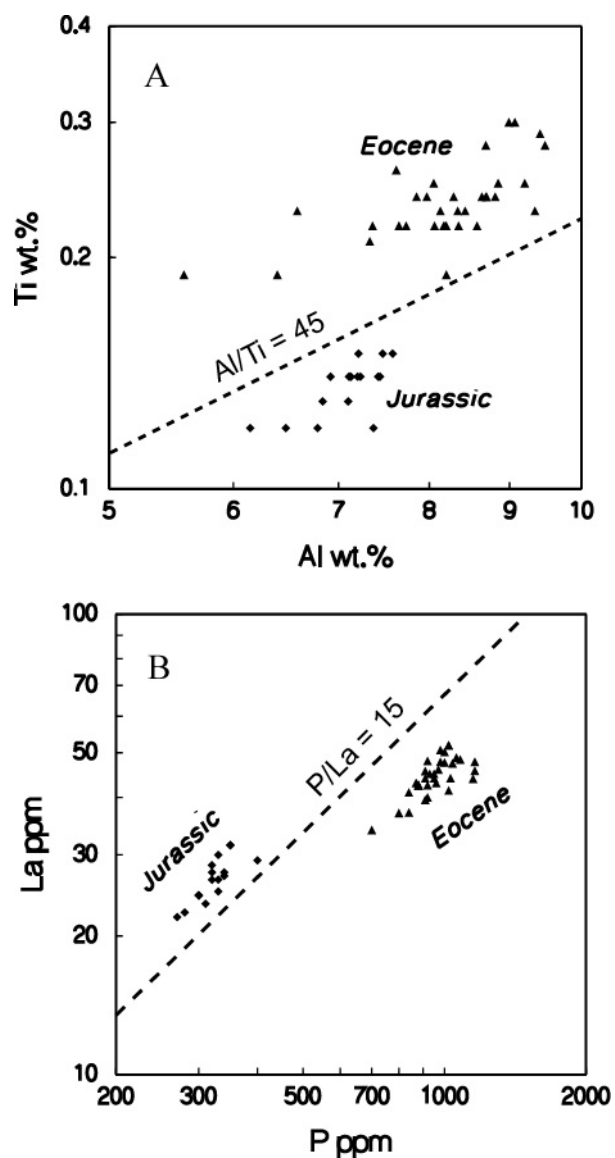 0.4
A
0.3
Eocene
Ti wt.%
0.2
Al/Ti = 45
Jurassic
0.1
5 6 7 8 9 10
Al wt.%
100
B
70
P/La = 15
50
La ppm
Jurassic
Eocene
30
20
10
200 300 500 700 1000 2000
P ppm